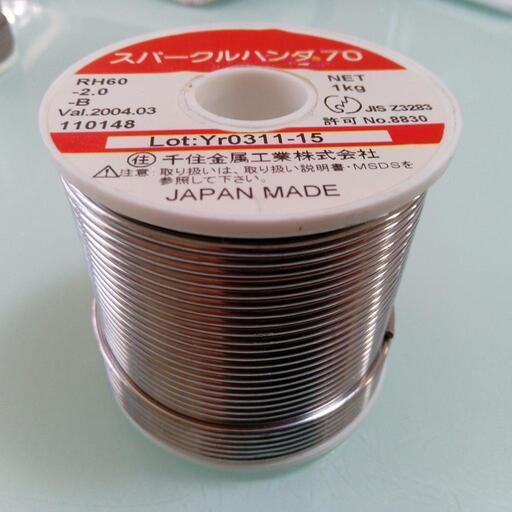 スパークルハンダ70
RH60
-2.0
-B
Val.2004.03
110148
NET
1kg
JIS Z3283
許可 No.8830
Lot:Yr0311-15
住 千住金属工業株式会社
⚠注意:取り扱いは、取り扱い説明書・MSDSを
参照して下さい。
JAPAN MADE